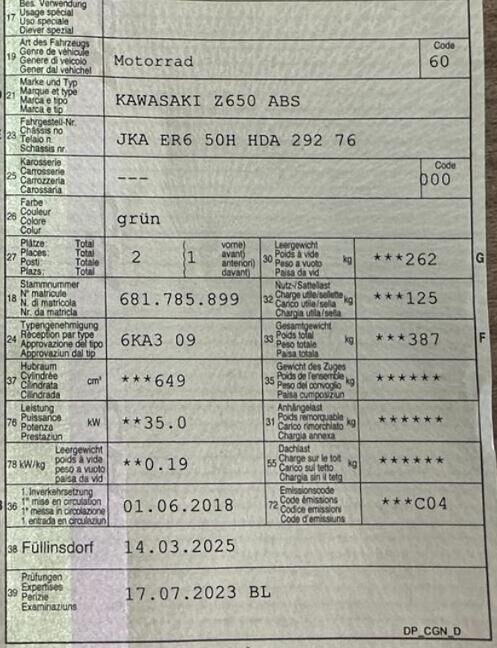 Bes. Verwendung
17 Usage spécial
Uso speciale
Diever spezial
Art des Fahrzeugs
19 Genre de véhicule
Genere di veicolo
Gener dal vehichel
Motorrad
Code
60
Marke und Typ
21 Marque et type
Marca e tipo
Marca e tip
KAWASAKI Z650 ABS
Fahrgestell-Nr.
23 Châssis no
Telaio n.
Schassis nr.
JKA ER6 50H HDA 292 76
Karosserie
25 Carrosserie
Carrozzeria
Carossaria
---
Code
000
Farbe
26 Couleur
Colore
Colur
grün
Plätze: Total
27 Places: Total
Posti: Totale
Plazs: Total
2 ( 1
vorne)
avant)
anteriori)
davant)
Leergewicht
30 Poids à vide kg
Peso a vuoto
Paisa da vid
***262
G
Stammnummer
18 N° matricule
N. di matricola
Nr. da matricla
681.785.899
Nutz-/Sattellast
32 Charge utile/sellette kg
Carico utile/sella
Chargia utila/sella
***125
Typengenehmigung
24 Réception par type
Approvazione del tipo
Approvaziun dal tip
6KA3 09
Gesamtgewicht
33 Poids total kg
Peso totale
Paisa totala
***387
F
Hubraum
37 Cylindrée cm³
Cilindrata
Cilindrada
***649
Gewicht des Zuges
35 Poids de l'ensemble kg
Peso del convoglio
Paisa cumposiziun
******
Leistung
76 Puissance kW
Potenza
Prestaziun
**35.0
Anhängelast
31 Poids remorquable kg
Carico rimorchiato
Chargia annexa
******
Leergewicht
78 kW/kg poids à vide
peso a vuoto
paisa da vid
**0.19
Dachlast
55 Charge sur le toit kg
Carico sul tetto
Chargia sin il tetg
******
1. Inverkehrsetzung
36 1re mise en circulation
1a messa in circolazione
1 entrada en circulaziun
01.06.2018
Emissionscode
72 Code émissions
Codice emissioni
Code d'emissiuns
***C04
38 Füllinsdorf 14.03.2025
Prüfungen
39 Expertises
Perizie
Examinaziuns
17.07.2023 BL
DP_CGN_D